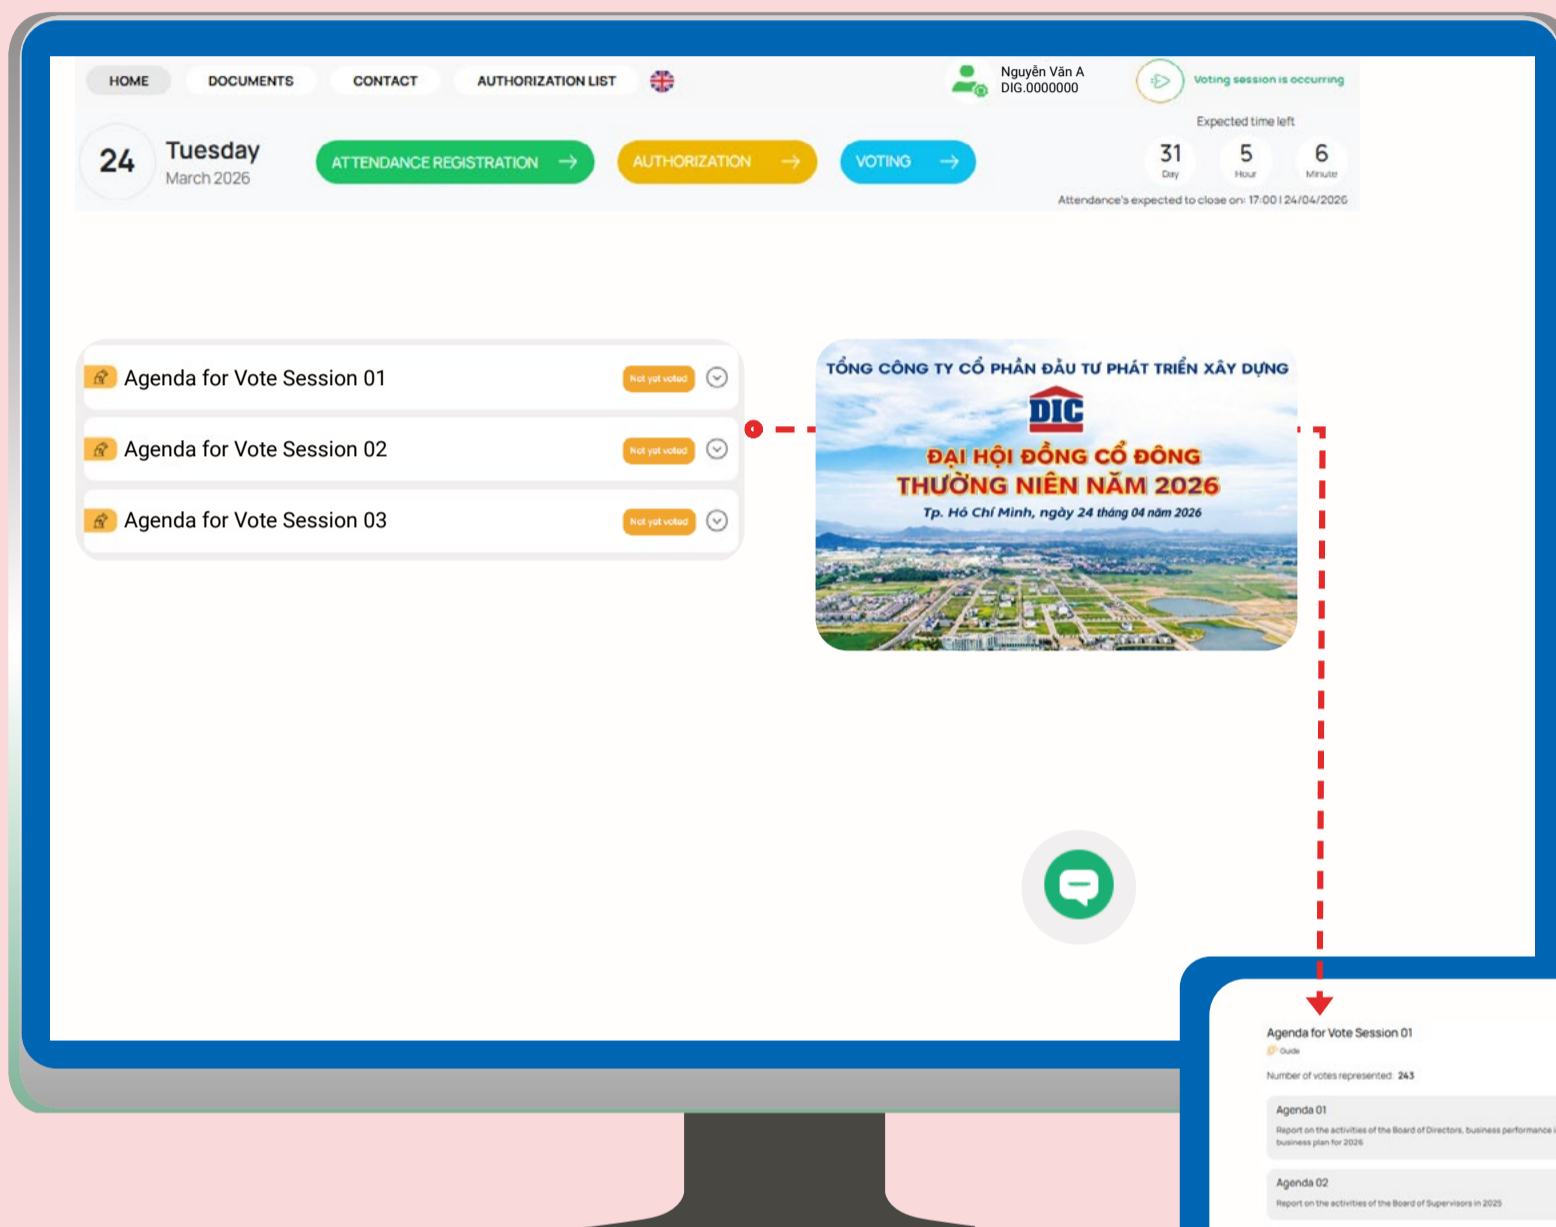 HOME
DOCUMENTS
CONTACT
AUTHORIZATION LIST
Nguyễn Văn A
DIG.0000000
Voting session is occurring
24
Tuesday
March 2026
ATTENDANCE REGISTRATION
AUTHORIZATION
VOTING
Expected time left
31
5
6
Day
Hour
Minute
Attendance's expected to close on: 17:00 | 24/04/2026
Agenda for Vote Session 01
Not yet voted
Agenda for Vote Session 02
Not yet voted
Agenda for Vote Session 03
Not yet voted
TỔNG CÔNG TY CỔ PHẦN ĐẦU TƯ PHÁT TRIỂN XÂY DỰNG
DIC
ĐẠI HỘI ĐỒNG CỔ ĐÔNG
THƯỜNG NIÊN NĂM 2026
Tp. Hồ Chí Minh, ngày 24 tháng 04 năm 2026
Agenda for Vote Session 01
Guide
Number of votes represented: 243
Agenda 01
Report on the activities of the Board of Directors, business performance
business plan for 2026
Agenda 02
Report on the activities of the Board of Supervisors in 2025